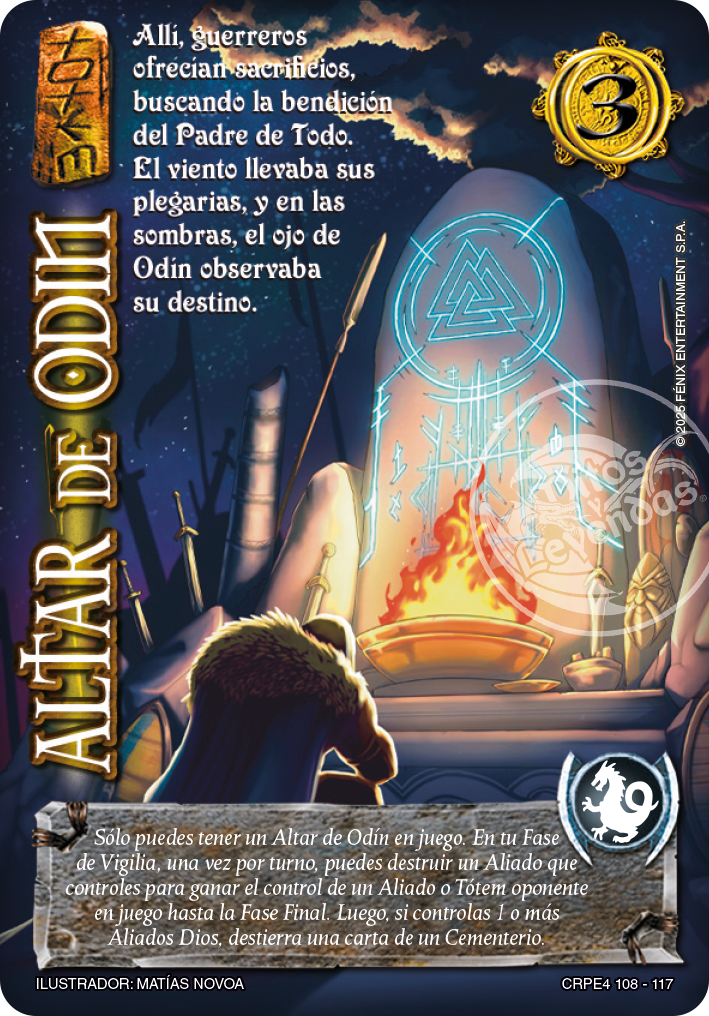 Allí, guerreros
ofrecían sacrificios,
buscando la bendición
del Padre de Todo.
El viento llevaba sus
plegarias, y en las
sombras, el ojo de
Odín observaba
su destino.
3
ALTAR DE ODÍN
© 2025 FÉNIX ENTERTAINMENT S.P.A.
Mitos y Leyendas®
Sólo puedes tener un Altar de Odín en juego. En tu Fase
de Vigilia, una vez por turno, puedes destruir un Aliado que
controles para ganar el control de un Aliado o Tótem oponente
en juego hasta la Fase Final. Luego, si controlas 1 o más
Aliados Dios, destierra una carta de un Cementerio.
ILUSTRADOR: MATÍAS NOVOA
CRPE4 108 - 117